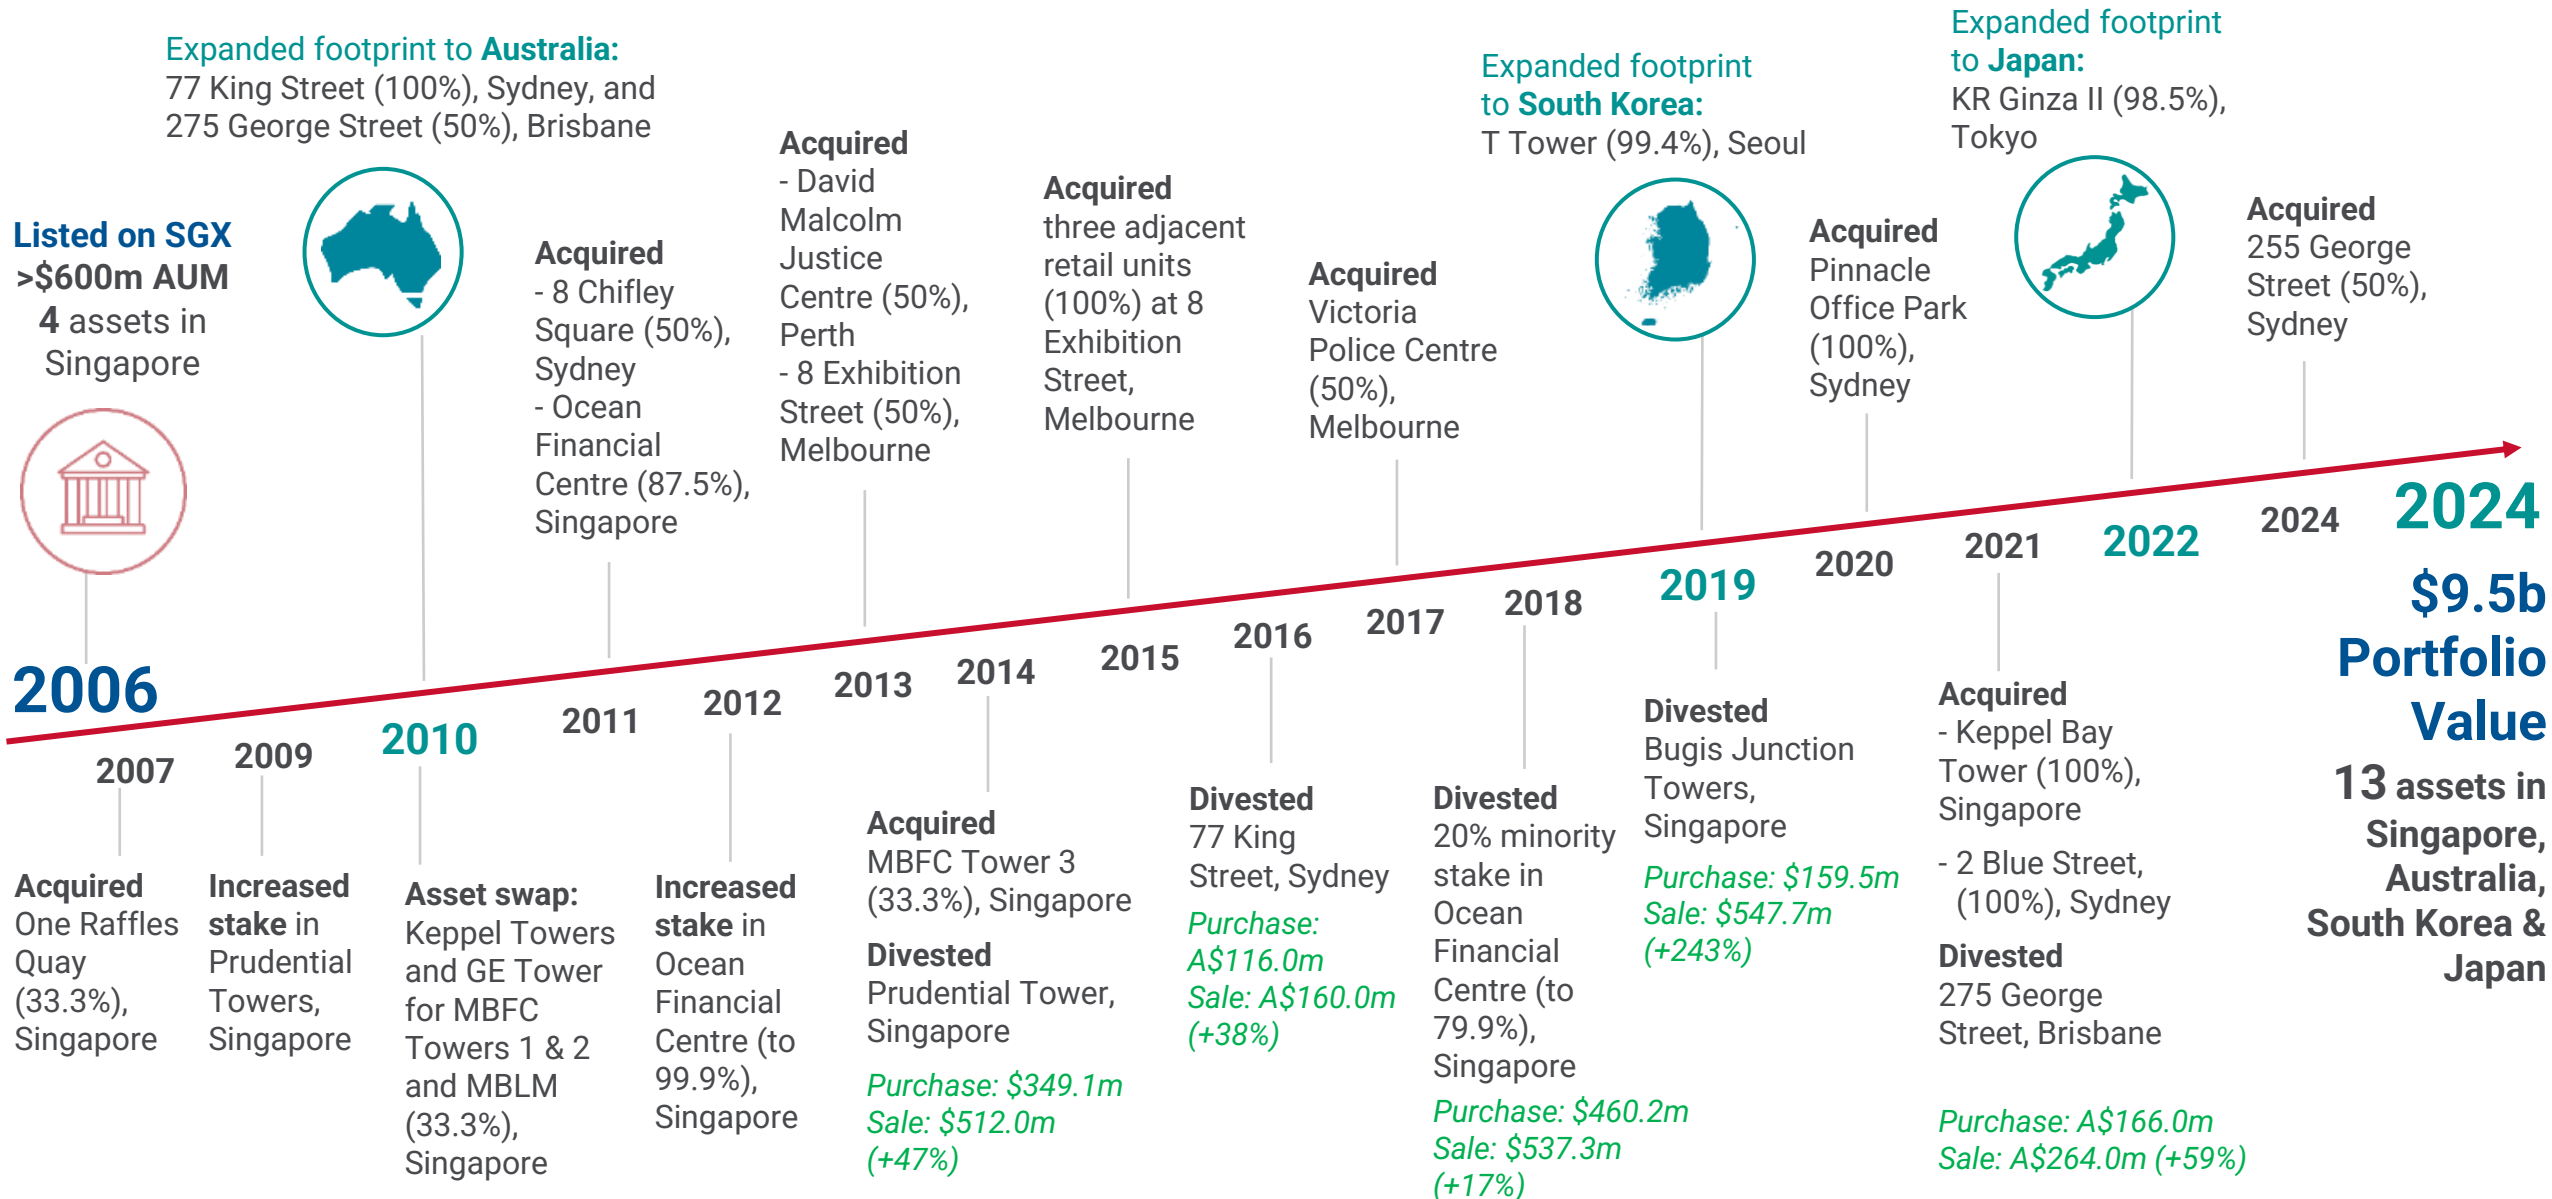 Expanded footprint to Australia:
77 King Street (100%), Sydney, and
275 George Street (50%), Brisbane
Expanded footprint
to South Korea:
T Tower (99.4%), Seoul
Expanded footprint
to Japan:
KR Ginza II (98.5%),
Tokyo
Listed on SGX
>$600m AUM
4 assets in
Singapore
Acquired
- 8 Chifley
Square (50%),
Sydney
- Ocean
Financial
Centre (87.5%),
Singapore
Acquired
- David
Malcolm
Justice
Centre (50%),
Perth
- 8 Exhibition
Street (50%),
Melbourne
Acquired
three adjacent
retail units
(100%) at 8
Exhibition
Street,
Melbourne
Acquired
Victoria
Police Centre
(50%),
Melbourne
Acquired
Pinnacle
Office Park
(100%),
Sydney
Acquired
255 George
Street (50%),
Sydney
2006
2007
2009
2010
2011
2012
2013
2014
2015
2016
2017
2018
2019
2020
2021
2022
2024
2024
Acquired
One Raffles
Quay
(33.3%),
Singapore
Increased
stake in
Prudential
Towers,
Singapore
Asset swap:
Keppel Towers
and GE Tower
for MBFC
Towers 1 & 2
and MBLM
(33.3%),
Singapore
Increased
stake in
Ocean
Financial
Centre (to
99.9%),
Singapore
Acquired
MBFC Tower 3
(33.3%), Singapore
Divested
Prudential Tower,
Singapore
Purchase: $349.1m
Sale: $512.0m
(+47%)
Divested
77 King
Street, Sydney
Purchase:
A$116.0m
Sale: A$160.0m
(+38%)
Divested
20% minority
stake in
Ocean
Financial
Centre (to
79.9%),
Singapore
Purchase: $460.2m
Sale: $537.3m
(+17%)
Divested
Bugis Junction
Towers,
Singapore
Purchase: $159.5m
Sale: $547.7m
(+243%)
Acquired
- Keppel Bay
Tower (100%),
Singapore
- 2 Blue Street,
(100%), Sydney
Divested
275 George
Street, Brisbane
Purchase: A$166.0m
Sale: A$264.0m (+59%)
$9.5b
Portfolio
Value
13 assets in
Singapore,
Australia,
South Korea &
Japan